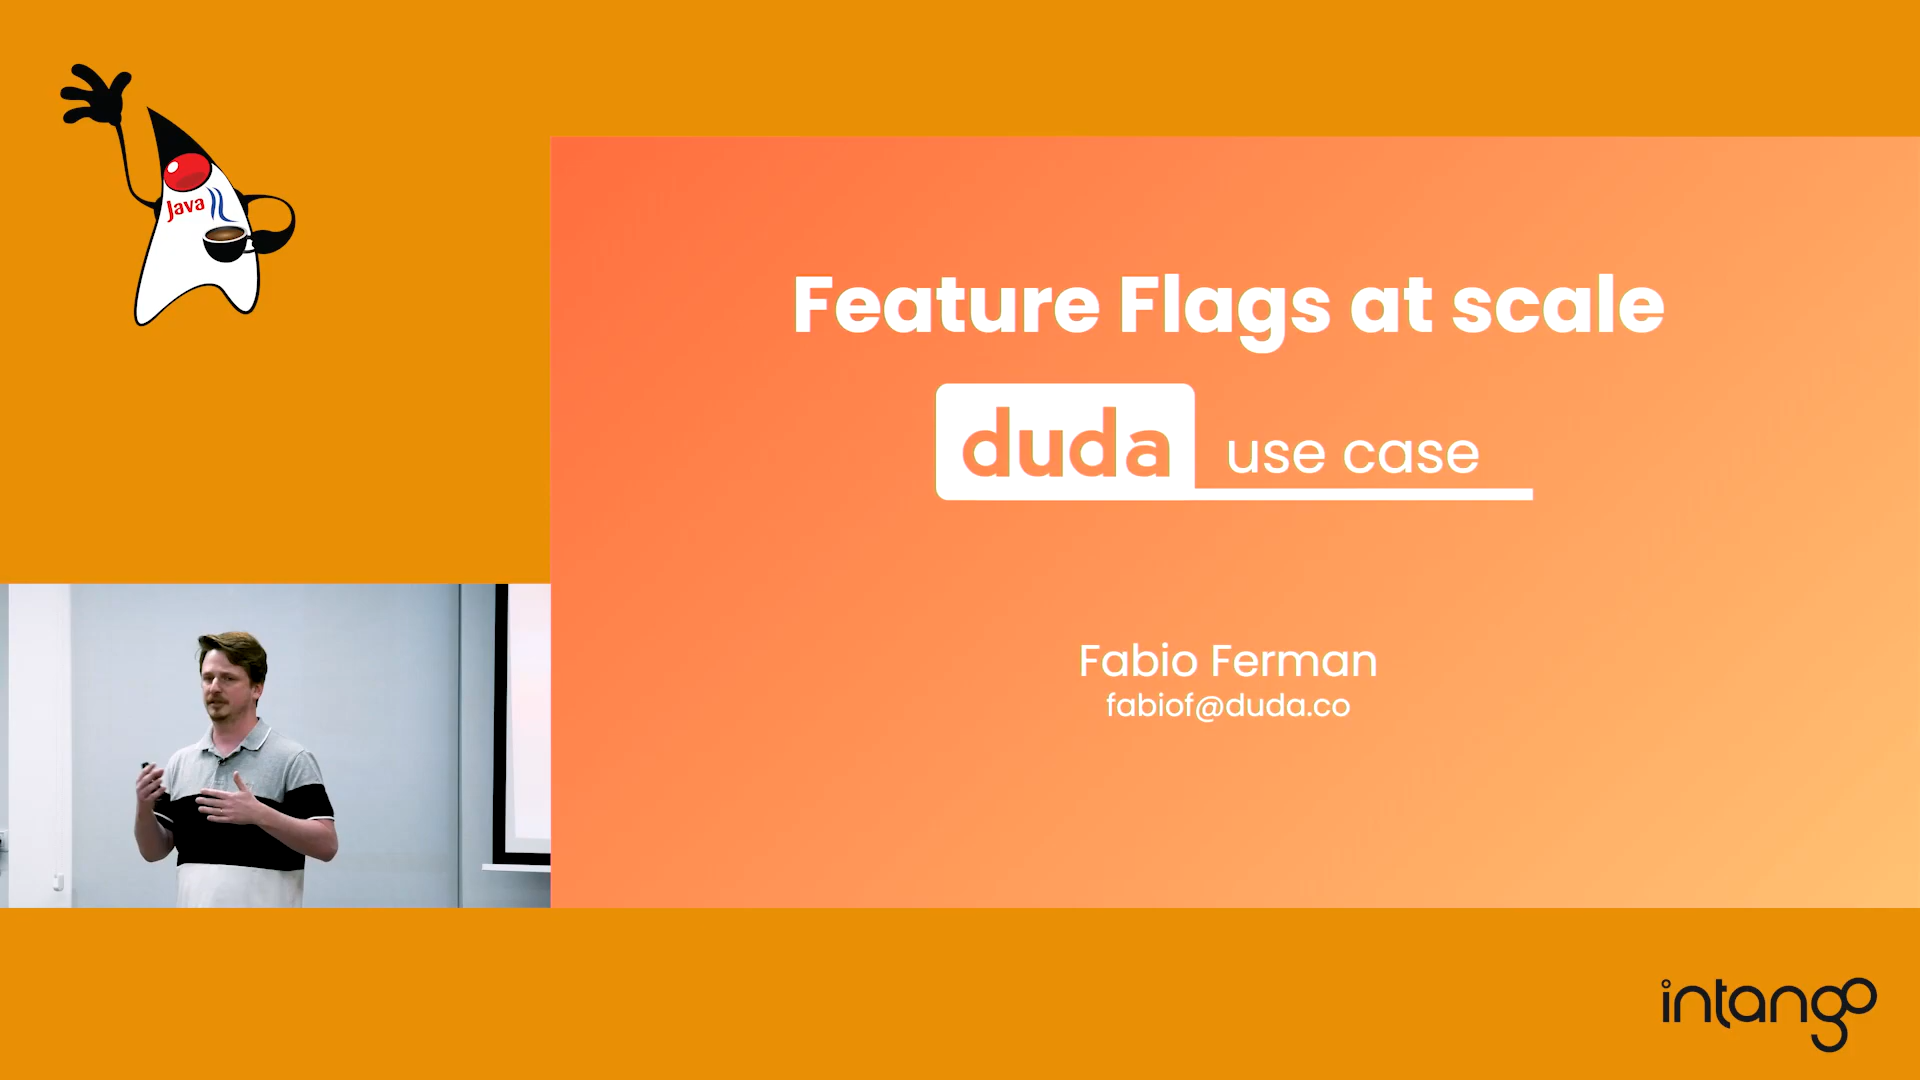 Java
Feature Flags at scale
duda use case
Fabio Ferman
fabiof@duda.co
intango